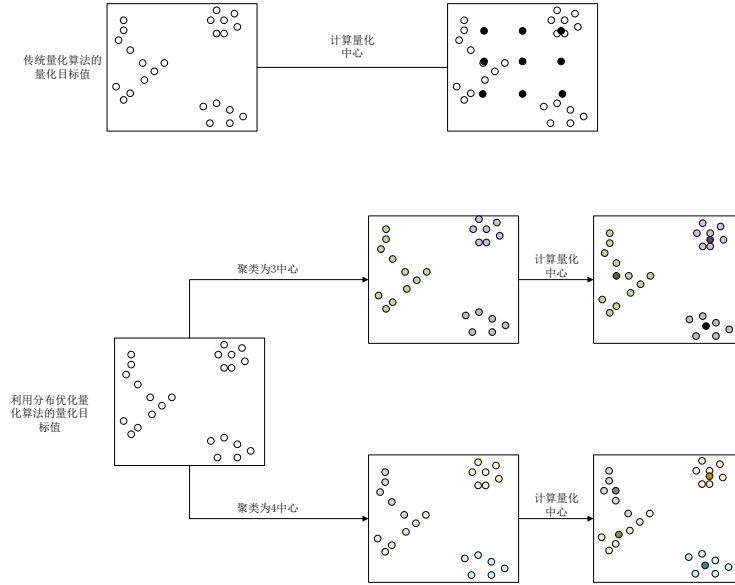 传统量化算法的
量化目标值
计算量化
中心
聚类为3中心
计算量化
中心
利用分布优化量
化算法的量化目
标值
聚类为4中心
计算量化
中心